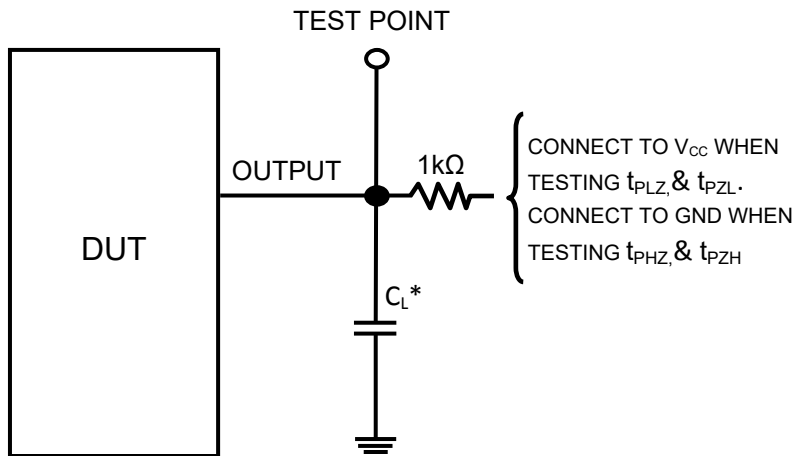 TEST POINT
OUTPUT
1kΩ
DUT
CONNECT TO VCC WHEN
TESTING tPLZ,& tPZL.
CONNECT TO GND WHEN
TESTING tPHZ,& tPZH
CL*